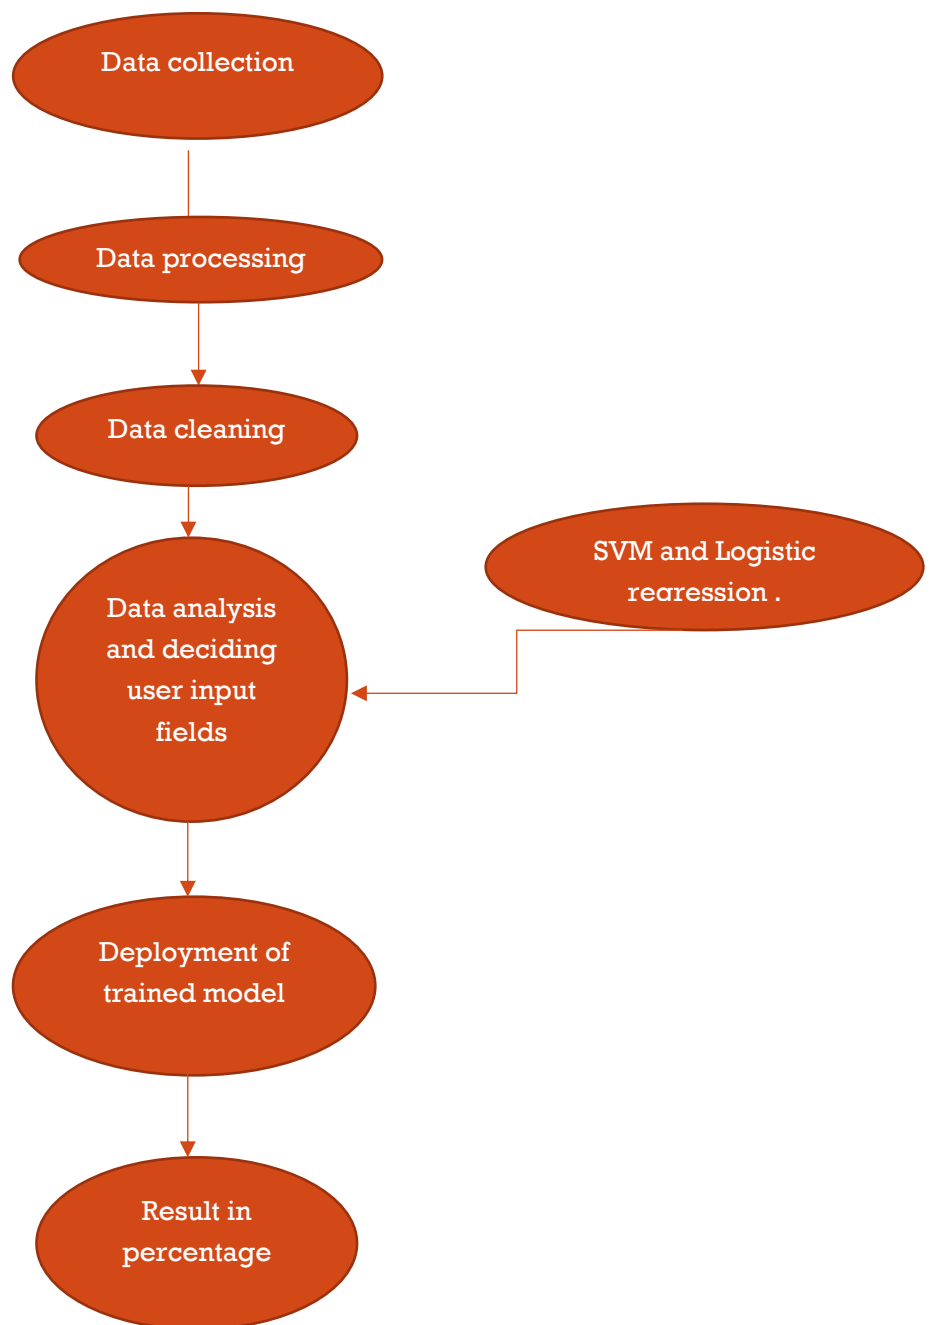 Data collection
Data processing
Data cleaning
SVM and Logistic
regression .
Data analysis
and deciding
user input
fields
Deployment of
trained model
Result in
percentage